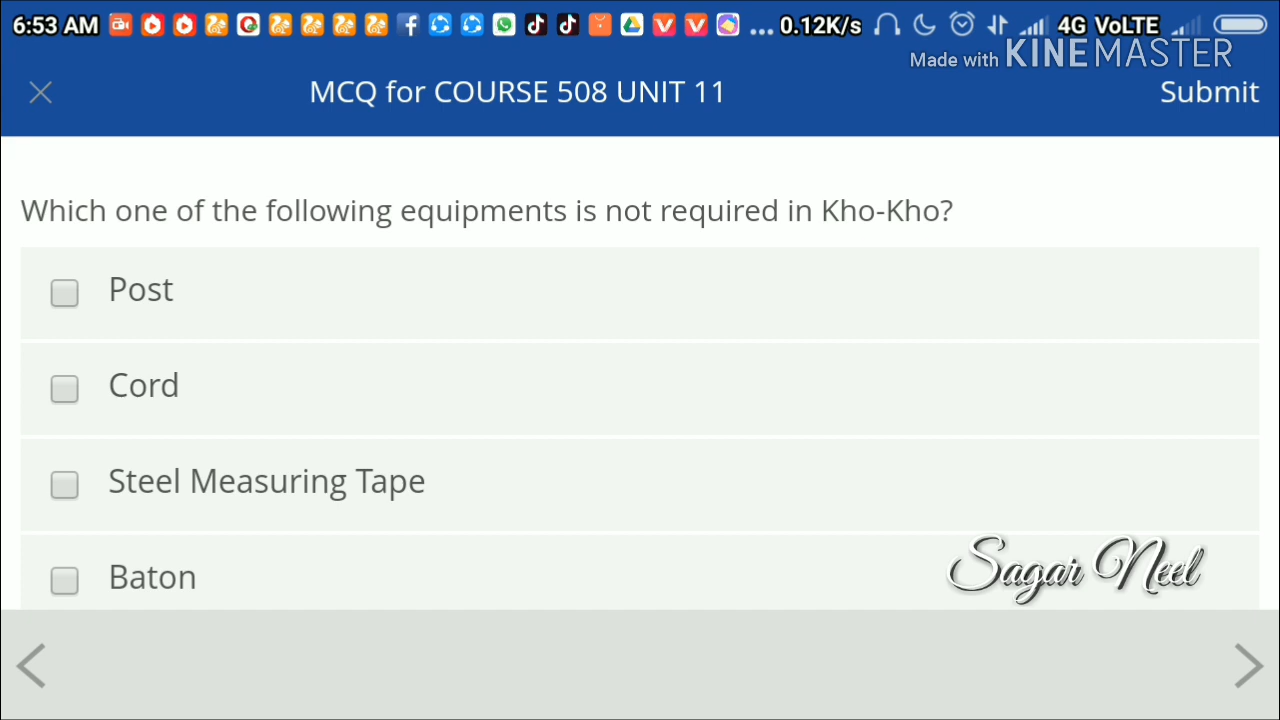 6:53 AM ... 0.12K/s 4G VoLTE
Made with KINEMASTER
MCQ for COURSE 508 UNIT 11
Submit
Which one of the following equipments is not required in Kho-Kho?
Post
Cord
Steel Measuring Tape
Baton
Sagar Neel